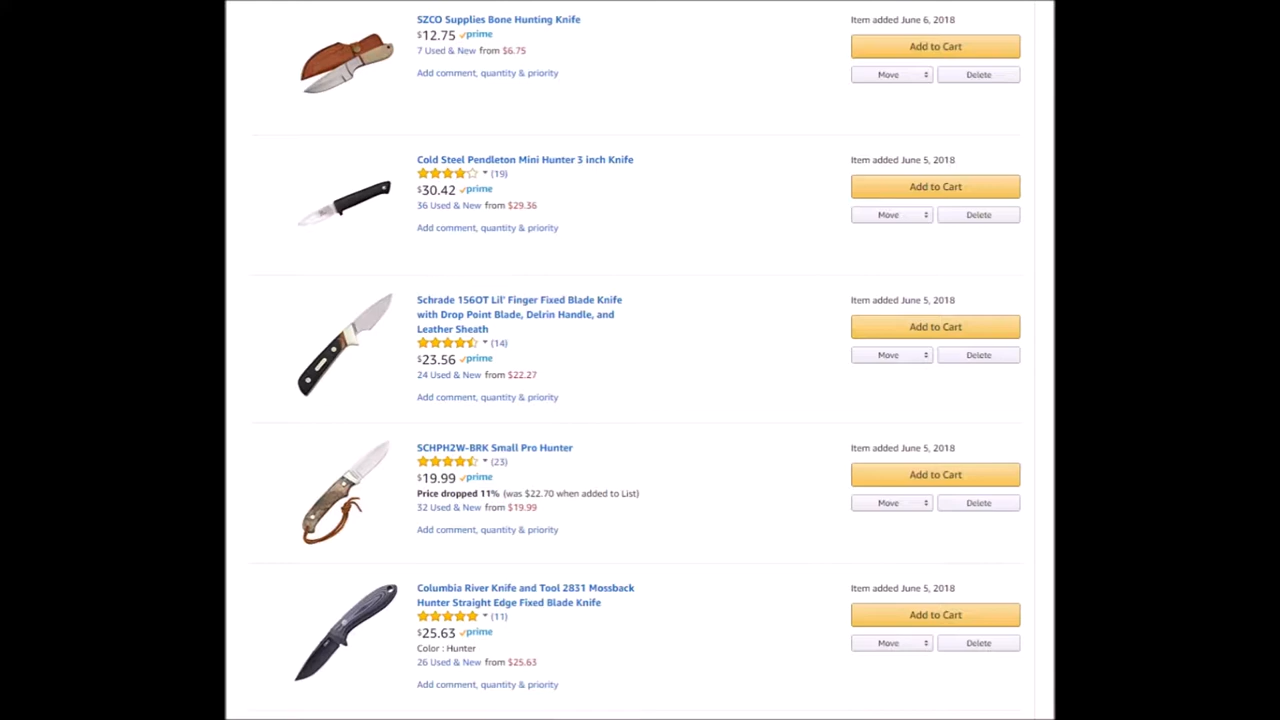 SZCO Supplies Bone Hunting Knife
$12.75 prime
7 Used & New from $6.75
Add comment, quantity & priority
Item added June 6, 2018
Add to Cart
Move Delete
Cold Steel Pendleton Mini Hunter 3 inch Knife
(19)
$30.42 prime
36 Used & New from $29.36
Add comment, quantity & priority
Item added June 5, 2018
Add to Cart
Move Delete
Schrade 156OT Lil' Finger Fixed Blade Knife
with Drop Point Blade, Delrin Handle, and
Leather Sheath
(14)
$23.56 prime
24 Used & New from $22.27
Add comment, quantity & priority
Item added June 5, 2018
Add to Cart
Move Delete
SCHPH2W-BRK Small Pro Hunter
(23)
$19.99 prime
Price dropped 11% (was $22.70 when added to List)
32 Used & New from $19.99
Add comment, quantity & priority
Item added June 5, 2018
Add to Cart
Move Delete
Columbia River Knife and Tool 2831 Mossback
Hunter Straight Edge Fixed Blade Knife
(11)
$25.63 prime
Color : Hunter
26 Used & New from $25.63
Add comment, quantity & priority
Item added June 5, 2018
Add to Cart
Move Delete